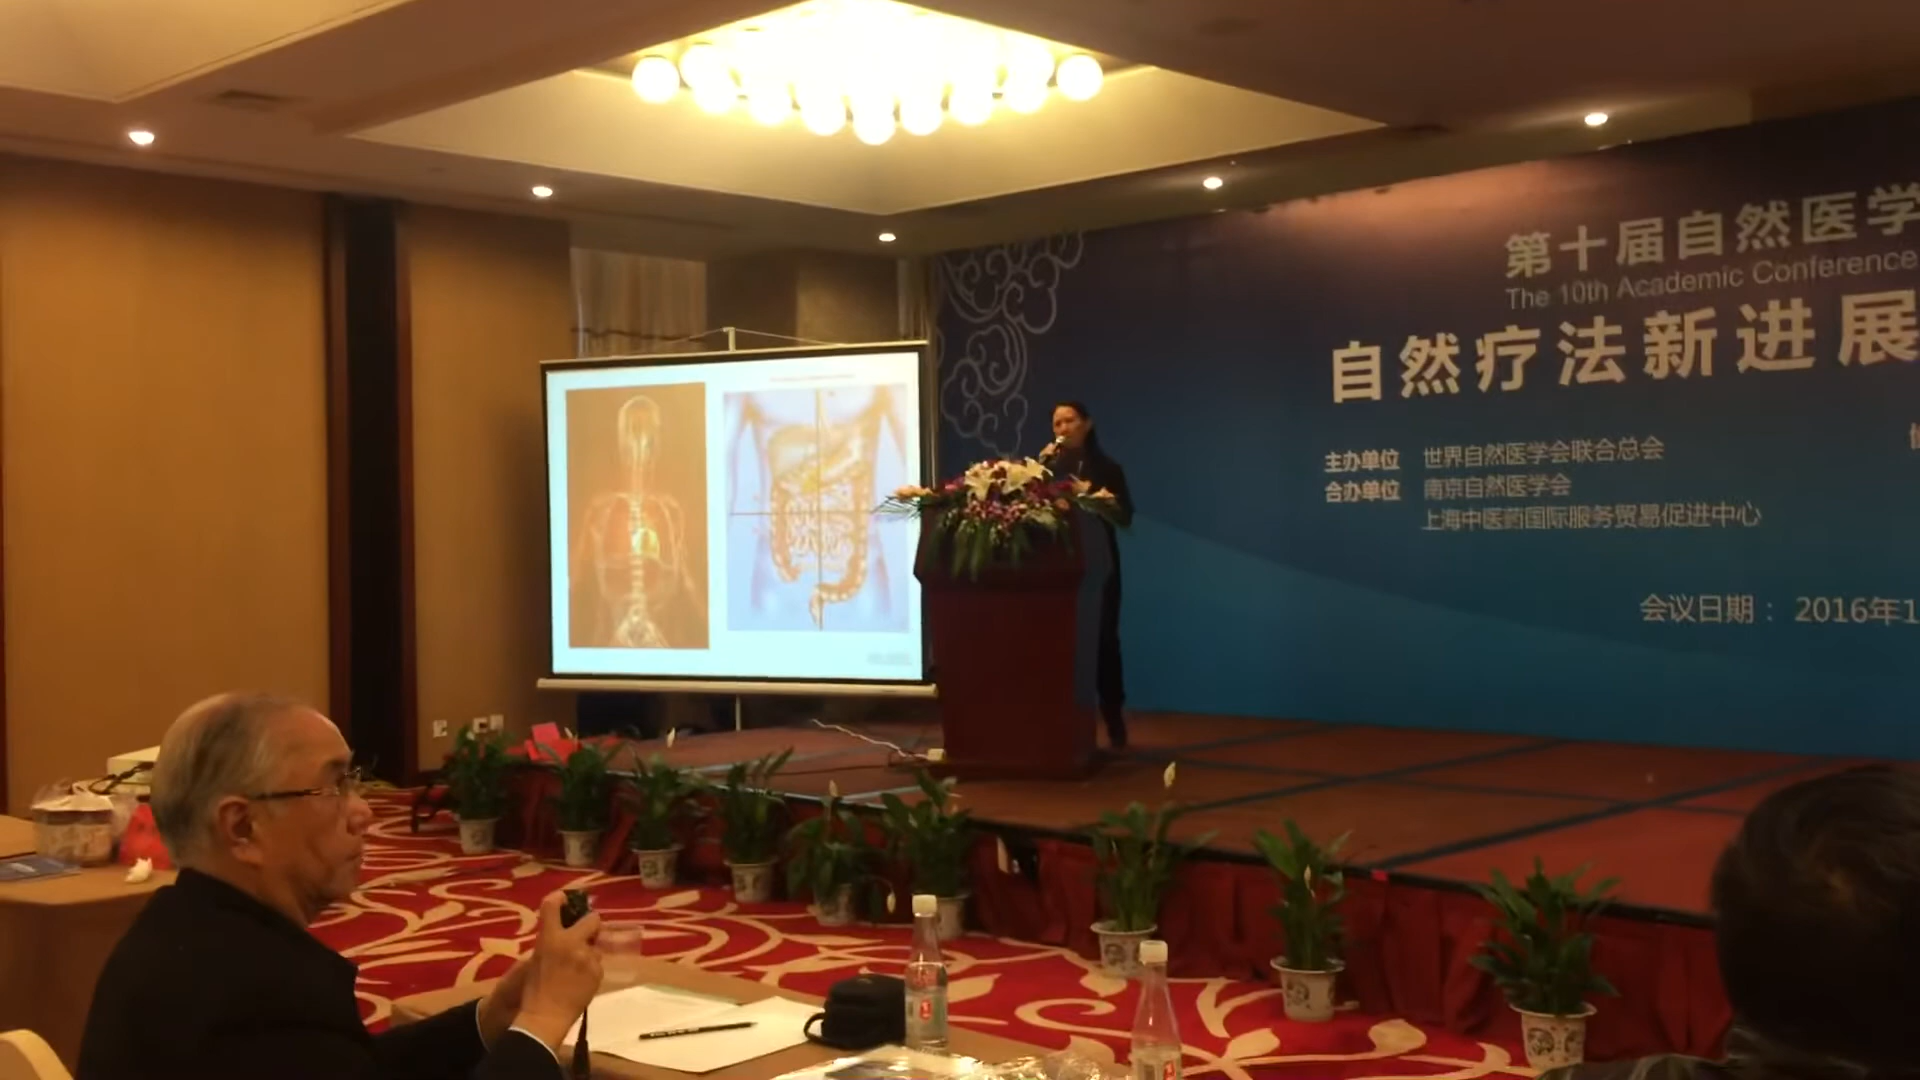 第十届自然医学
The 10th Academic Conference
自然疗法新进展
主办单位 世界自然医学会联合总会
合办单位 南京自然医学会
上海中医药国际服务贸易促进中心
会议日期： 2016年1